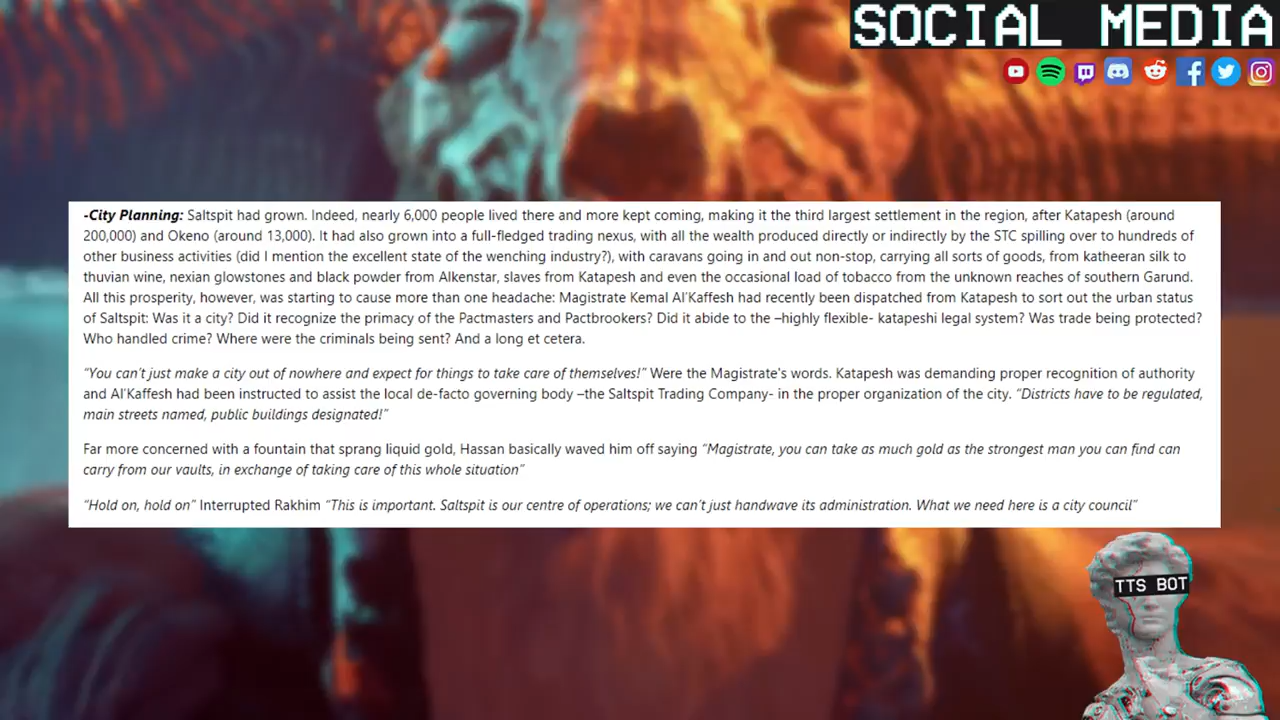 SOCIAL MEDIA
-City Planning: Saltspit had grown. Indeed, nearly 6,000 people lived there and more kept coming, making it the third largest settlement in the region, after Katapesh (around
200,000) and Okeno (around 13,000). It had also grown into a full-fledged trading nexus, with all the wealth produced directly or indirectly by the STC spilling over to hundreds of
other business activities (did I mention the excellent state of the wenching industry?), with caravans going in and out non-stop, carrying all sorts of goods, from katheeran silk to
thuvian wine, nexian glowstones and black powder from Alkenstar, slaves from Katapesh and even the occasional load of tobacco from the unknown reaches of southern Garund.
All this prosperity, however, was starting to cause more than one headache: Magistrate Kemal Al'Kaffesh had recently been dispatched from Katapesh to sort out the urban status
of Saltspit: Was it a city? Did it recognize the primacy of the Pactmasters and Pactbrookers? Did it abide to the –highly flexible- katapeshi legal system? Was trade being protected?
Who handled crime? Where were the criminals being sent? And a long et cetera.
“You can't just make a city out of nowhere and expect for things to take care of themselves!” Were the Magistrate's words. Katapesh was demanding proper recognition of authority
and Al'Kaffesh had been instructed to assist the local de-facto governing body –the Saltspit Trading Company- in the proper organization of the city. “Districts have to be regulated,
main streets named, public buildings designated!”
Far more concerned with a fountain that sprang liquid gold, Hassan basically waved him off saying “Magistrate, you can take as much gold as the strongest man you can find can
carry from our vaults, in exchange of taking care of this whole situation”
“Hold on, hold on” Interrupted Rakhim “This is important. Saltspit is our centre of operations; we can't just handwave its administration. What we need here is a city council”
TTS BOT